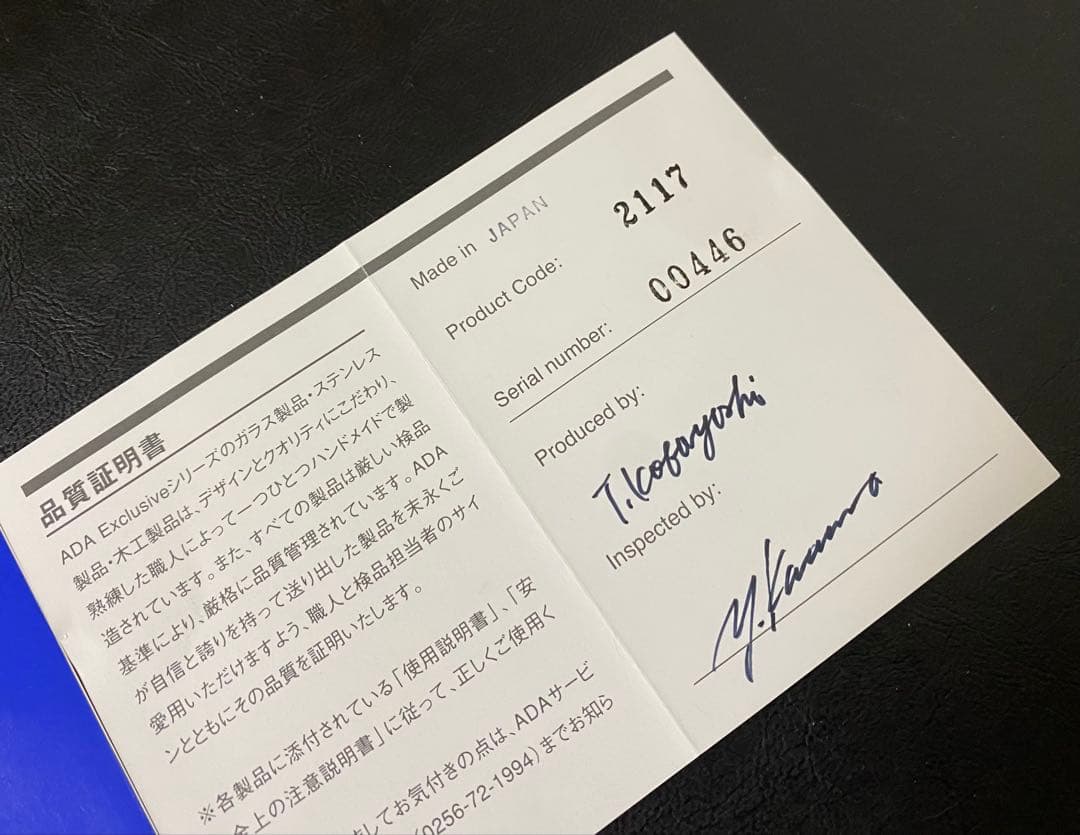 品質証明書
ADA Exclusiveシリーズのガラス製品・ステンレス
製品・木工製品は、デザインとクオリティにこだわり、
熟練した職人によって一つひとつハンドメイドで製
造されています。また、すべての製品は厳しい検品
基準により、厳格に品質管理されています。ADA
が自信と誇りを持って送り出した製品を末永くご
愛用いただけますよう、職人と検品担当者のサイ
ンとともにその品質を証明いたします。
※各製品に添付されている「使用説明書」、「安
全上の注意説明書」に従って、正しくご使用く
してお気付きの点は、ADAサービ
(0256-72-1994)までお知ら
Made in JAPAN
Product Code: 2117
Serial number: 00446
Produced by:
T.Kobayashi
Inspected by: